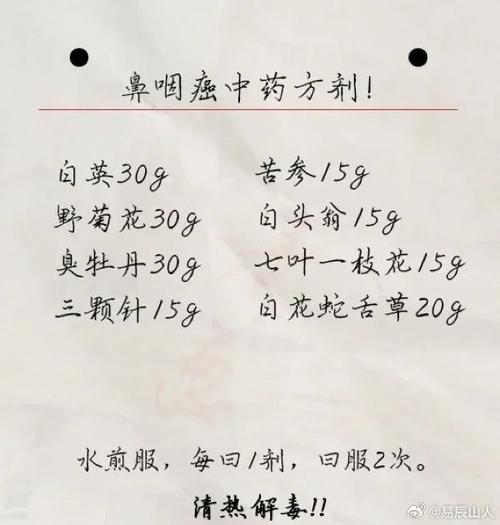 鼻咽癌中药方剂!
白英30g 苦参15g
野菊花30g 白头翁15g
臭牡丹30g 七叶一枝花15g
三颗针15g 白花蛇舌草20g
水煎服，每日1剂，日服2次。
清热解毒!!
@易辰山人